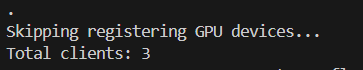 .
Skipping registering GPU devices...
Total clients: 3